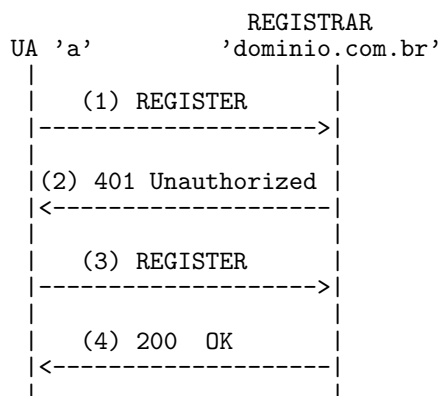 REGISTRAR
UA ’a’ ’dominio.com.br’
(1) REGISTER
(2) 401 Unauthorized
(3) REGISTER
(4) 200 OK